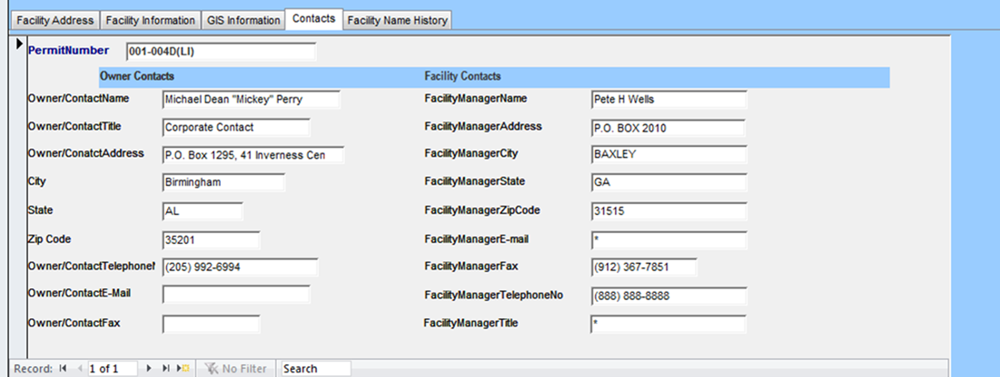 Facility Address Facility Information GIS Information Contacts Facility Name History
PermitNumber 001-004D(LI)
Owner Contacts Facility Contacts
Owner/ContactName Michael Dean "Mickey" Perry FacilityManagerName Pete H Wells
Owner/ContactTitle Corporate Contact FacilityManagerAddress P.O. BOX 2010
Owner/ConatctAddress P.O. Box 1295, 41 Inverness Cen FacilityManagerCity BAXLEY
City Birmingham FacilityManagerState GA
State AL FacilityManagerZipCode 31515
Zip Code 35201 FacilityManagerE-mail *
Owner/ContactTelephone (205) 992-6994 FacilityManagerFax (912) 367-7851
Owner/ContactE-Mail FacilityManagerTelephoneNo (888) 888-8888
Owner/ContactFax FacilityManagerTitle *
Record: 1 of 1 No Filter Search